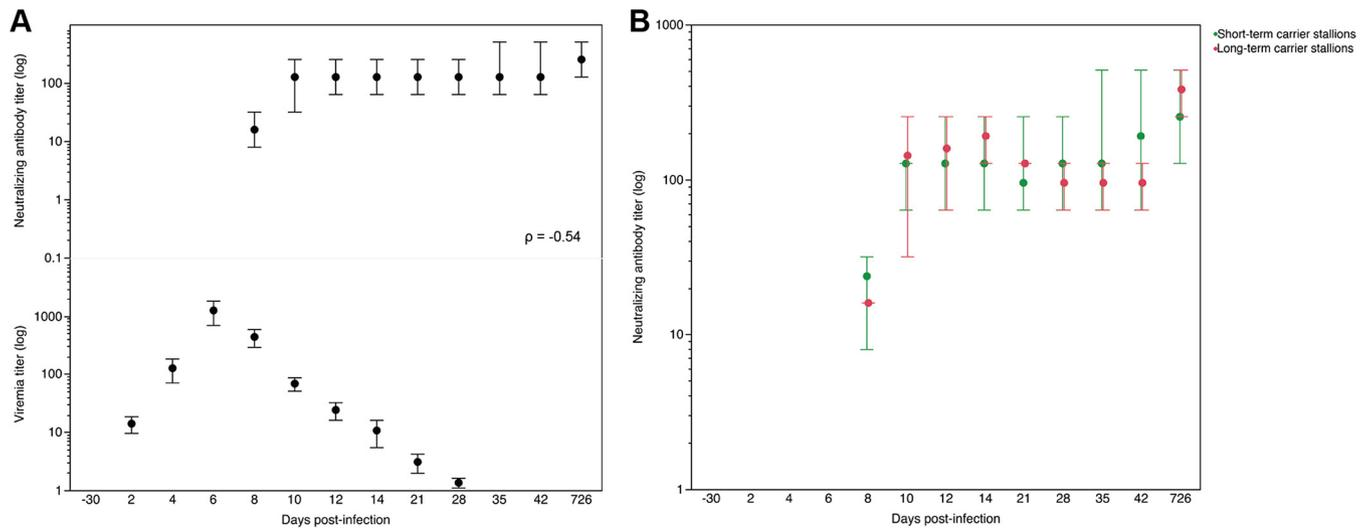 A
Neutralizing antibody titer (log)
100
10
1
0.1
ρ = -0.54
Viremia titer (log)
1000
100
10
1
-30 2 4 6 8 10 12 14 21 28 35 42 726
Days post-infection
B
Neutralizing antibody titer (log)
1000
100
10
1
-30 2 4 6 8 10 12 14 21 28 35 42 726
Days post-infection
Short-term carrier stallions
Long-term carrier stallions